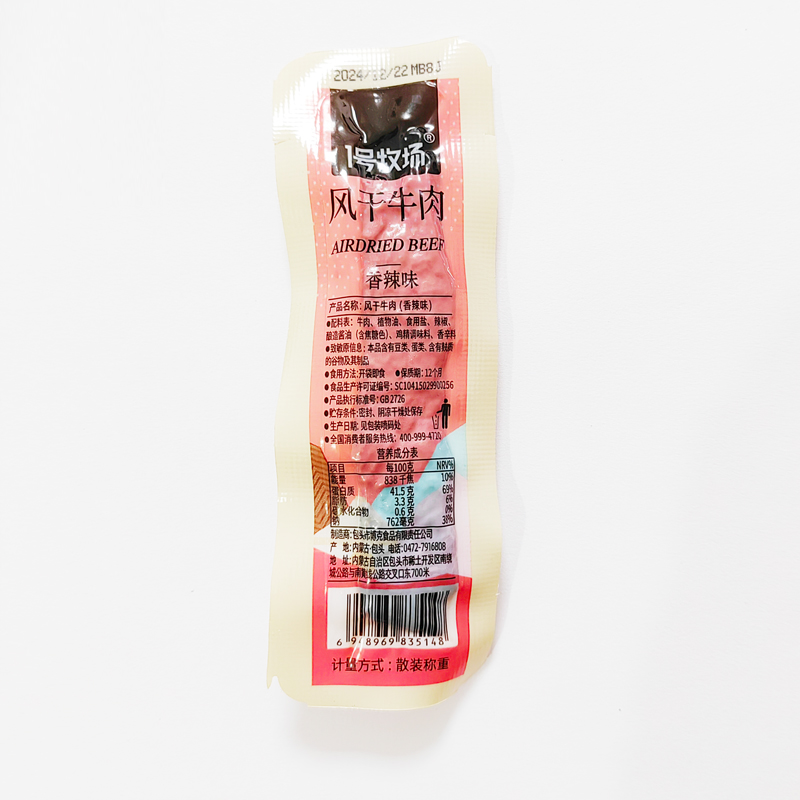 2024/12/22 MB8J
1号牧场®
风干牛肉
AIRDRIED BEEF
香辣味
产品名称: 风干牛肉 (香辣味)
●配料表: 牛肉、植物油、食用盐、辣椒、
酿造酱油 (含焦糖色)、鸡精调味料、香辛料
●致敏原信息: 本品含有豆类、蛋类、含有麸质
的谷物及其制品
●食用方法: 开袋即食 ●保质期: 12个月
●食品生产许可证编号: SC10415029900256
●产品执行标准号: GB 2726
●贮存条件: 密封、阴凉干燥处保存
●生产日期: 见包装喷码处
●全国消费者服务热线: 400-999-4710
营养成分表
项目 每100克 NRV%
能量 838 千焦 10%
蛋白质 41.5 克 69%
脂肪 3.3 克 6%
碳水化合物 0.6 克 0%
钠 762毫克 38%
制造商: 包头市博克食品有限责任公司
产 地: 内蒙古·包头 电话: 0472-7916808
地 址: 内蒙古自治区包头市稀土开发区南绕
城公路与南黄公路交叉口东700米
6 948969 835148
计量方式: 散装称重